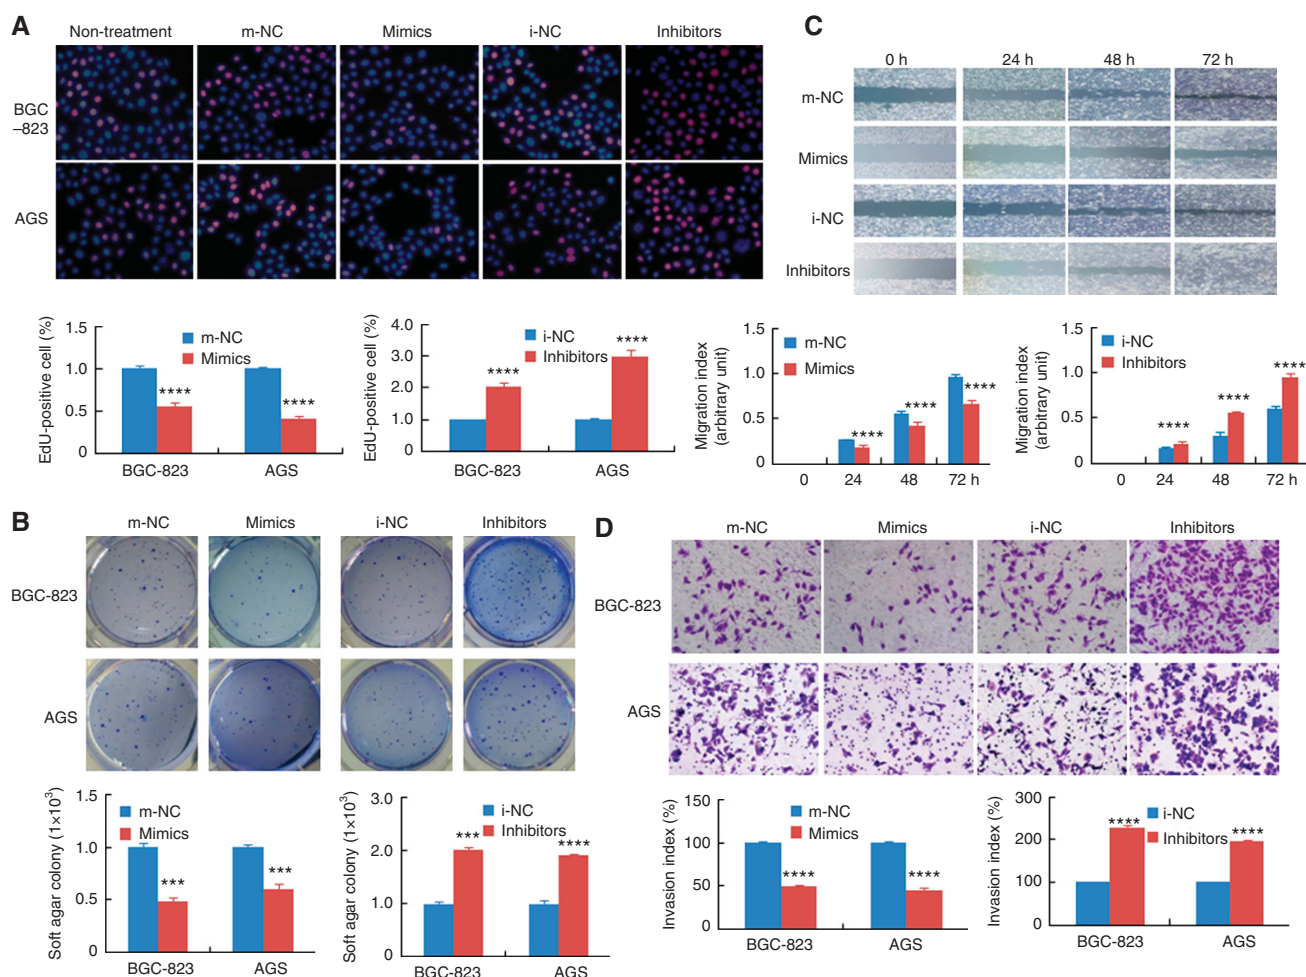 A
Non-treatment m-NC Mimics i-NC Inhibitors
BGC
–823
AGS
EdU-positive cell (%)
1.5
1.0
0.5
0
m-NC
Mimics
**** ****
BGC-823 AGS
EdU-positive cell (%)
4.0
3.0
2.0
1.0
0
i-NC
Inhibitors
**** ****
BGC-823 AGS
C
0 h 24 h 48 h 72 h
m-NC
Mimics
i-NC
Inhibitors
Migration index
(arbitrary unit)
1.5
1.0
0.5
0
m-NC
Mimics
**** **** ****
0 24 48 72 h
Migration index
(arbitrary unit)
1.5
1.0
0.5
0
i-NC
Inhibitors
**** **** ****
0 24 48 72 h
B
m-NC Mimics i-NC Inhibitors
BGC-823
AGS
Soft agar colony (1×10³)
1.5
1.0
0.5
0
m-NC
Mimics
*** ***
BGC-823 AGS
Soft agar colony (1×10³)
3.0
2.0
1.0
0
i-NC
Inhibitors
*** ****
BGC-823 AGS
D
m-NC Mimics i-NC Inhibitors
BGC-823
AGS
Invasion index (%)
150
100
50
0
m-NC
Mimics
**** ****
BGC-823 AGS
Invasion index (%)
300
200
100
0
i-NC
Inhibitors
**** ****
BGC-823 AGS